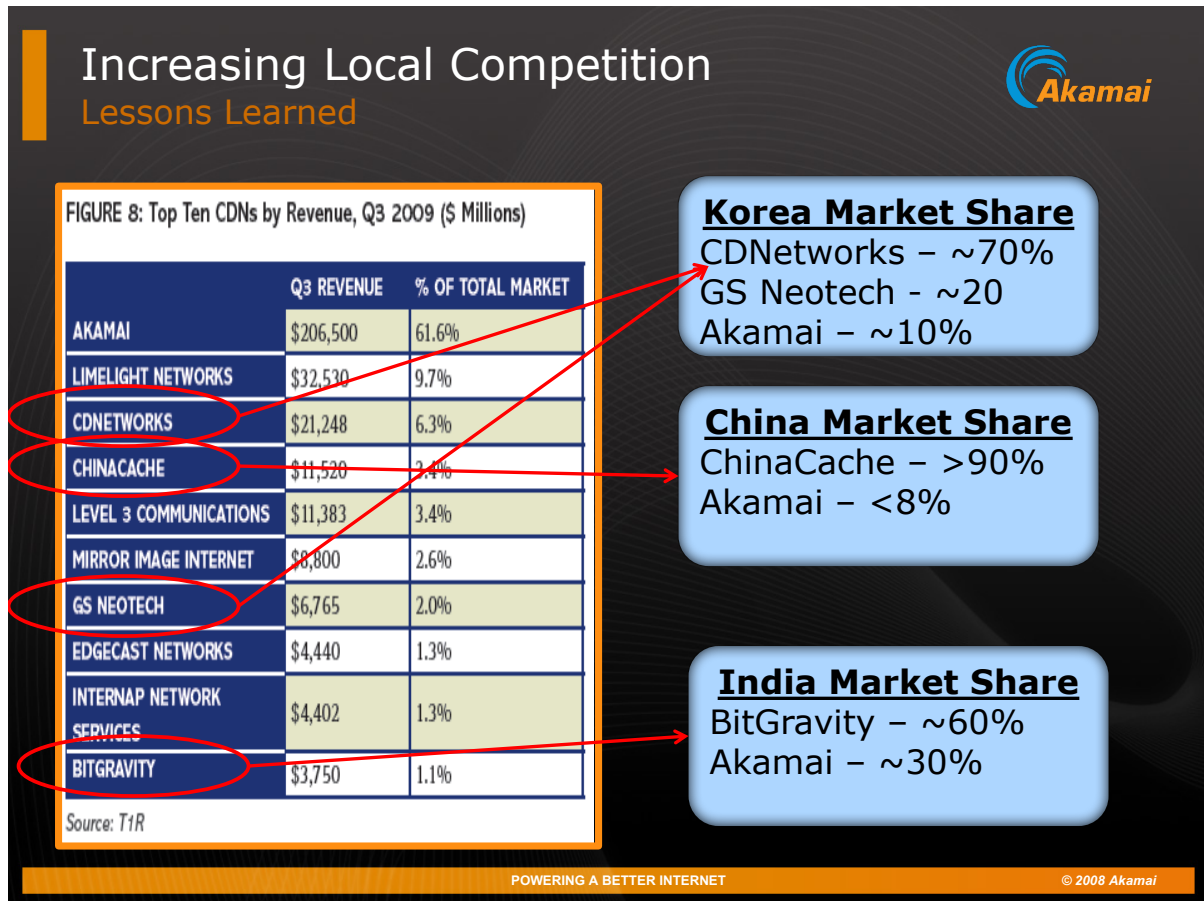 Increasing Local Competition
Lessons Learned
Akamai
FIGURE 8: Top Ten CDNs by Revenue, Q3 2009 ($ Millions)
Q3 REVENUE % OF TOTAL MARKET
AKAMAI $206,500 61.6%
LIMELIGHT NETWORKS $32,530 9.7%
CDNETWORKS $21,248 6.3%
CHINACACHE $11,520 3.4%
LEVEL 3 COMMUNICATIONS $11,383 3.4%
MIRROR IMAGE INTERNET $8,800 2.6%
GS NEOTECH $6,765 2.0%
EDGECAST NETWORKS $4,440 1.3%
INTERNAP NETWORK
SERVICES $4,402 1.3%
BITGRAVITY $3,750 1.1%
Source: T1R
Korea Market Share
CDNetworks – ~70%
GS Neotech - ~20
Akamai – ~10%
China Market Share
ChinaCache – >90%
Akamai – <8%
India Market Share
BitGravity – ~60%
Akamai – ~30%
POWERING A BETTER INTERNET
© 2008 Akamai